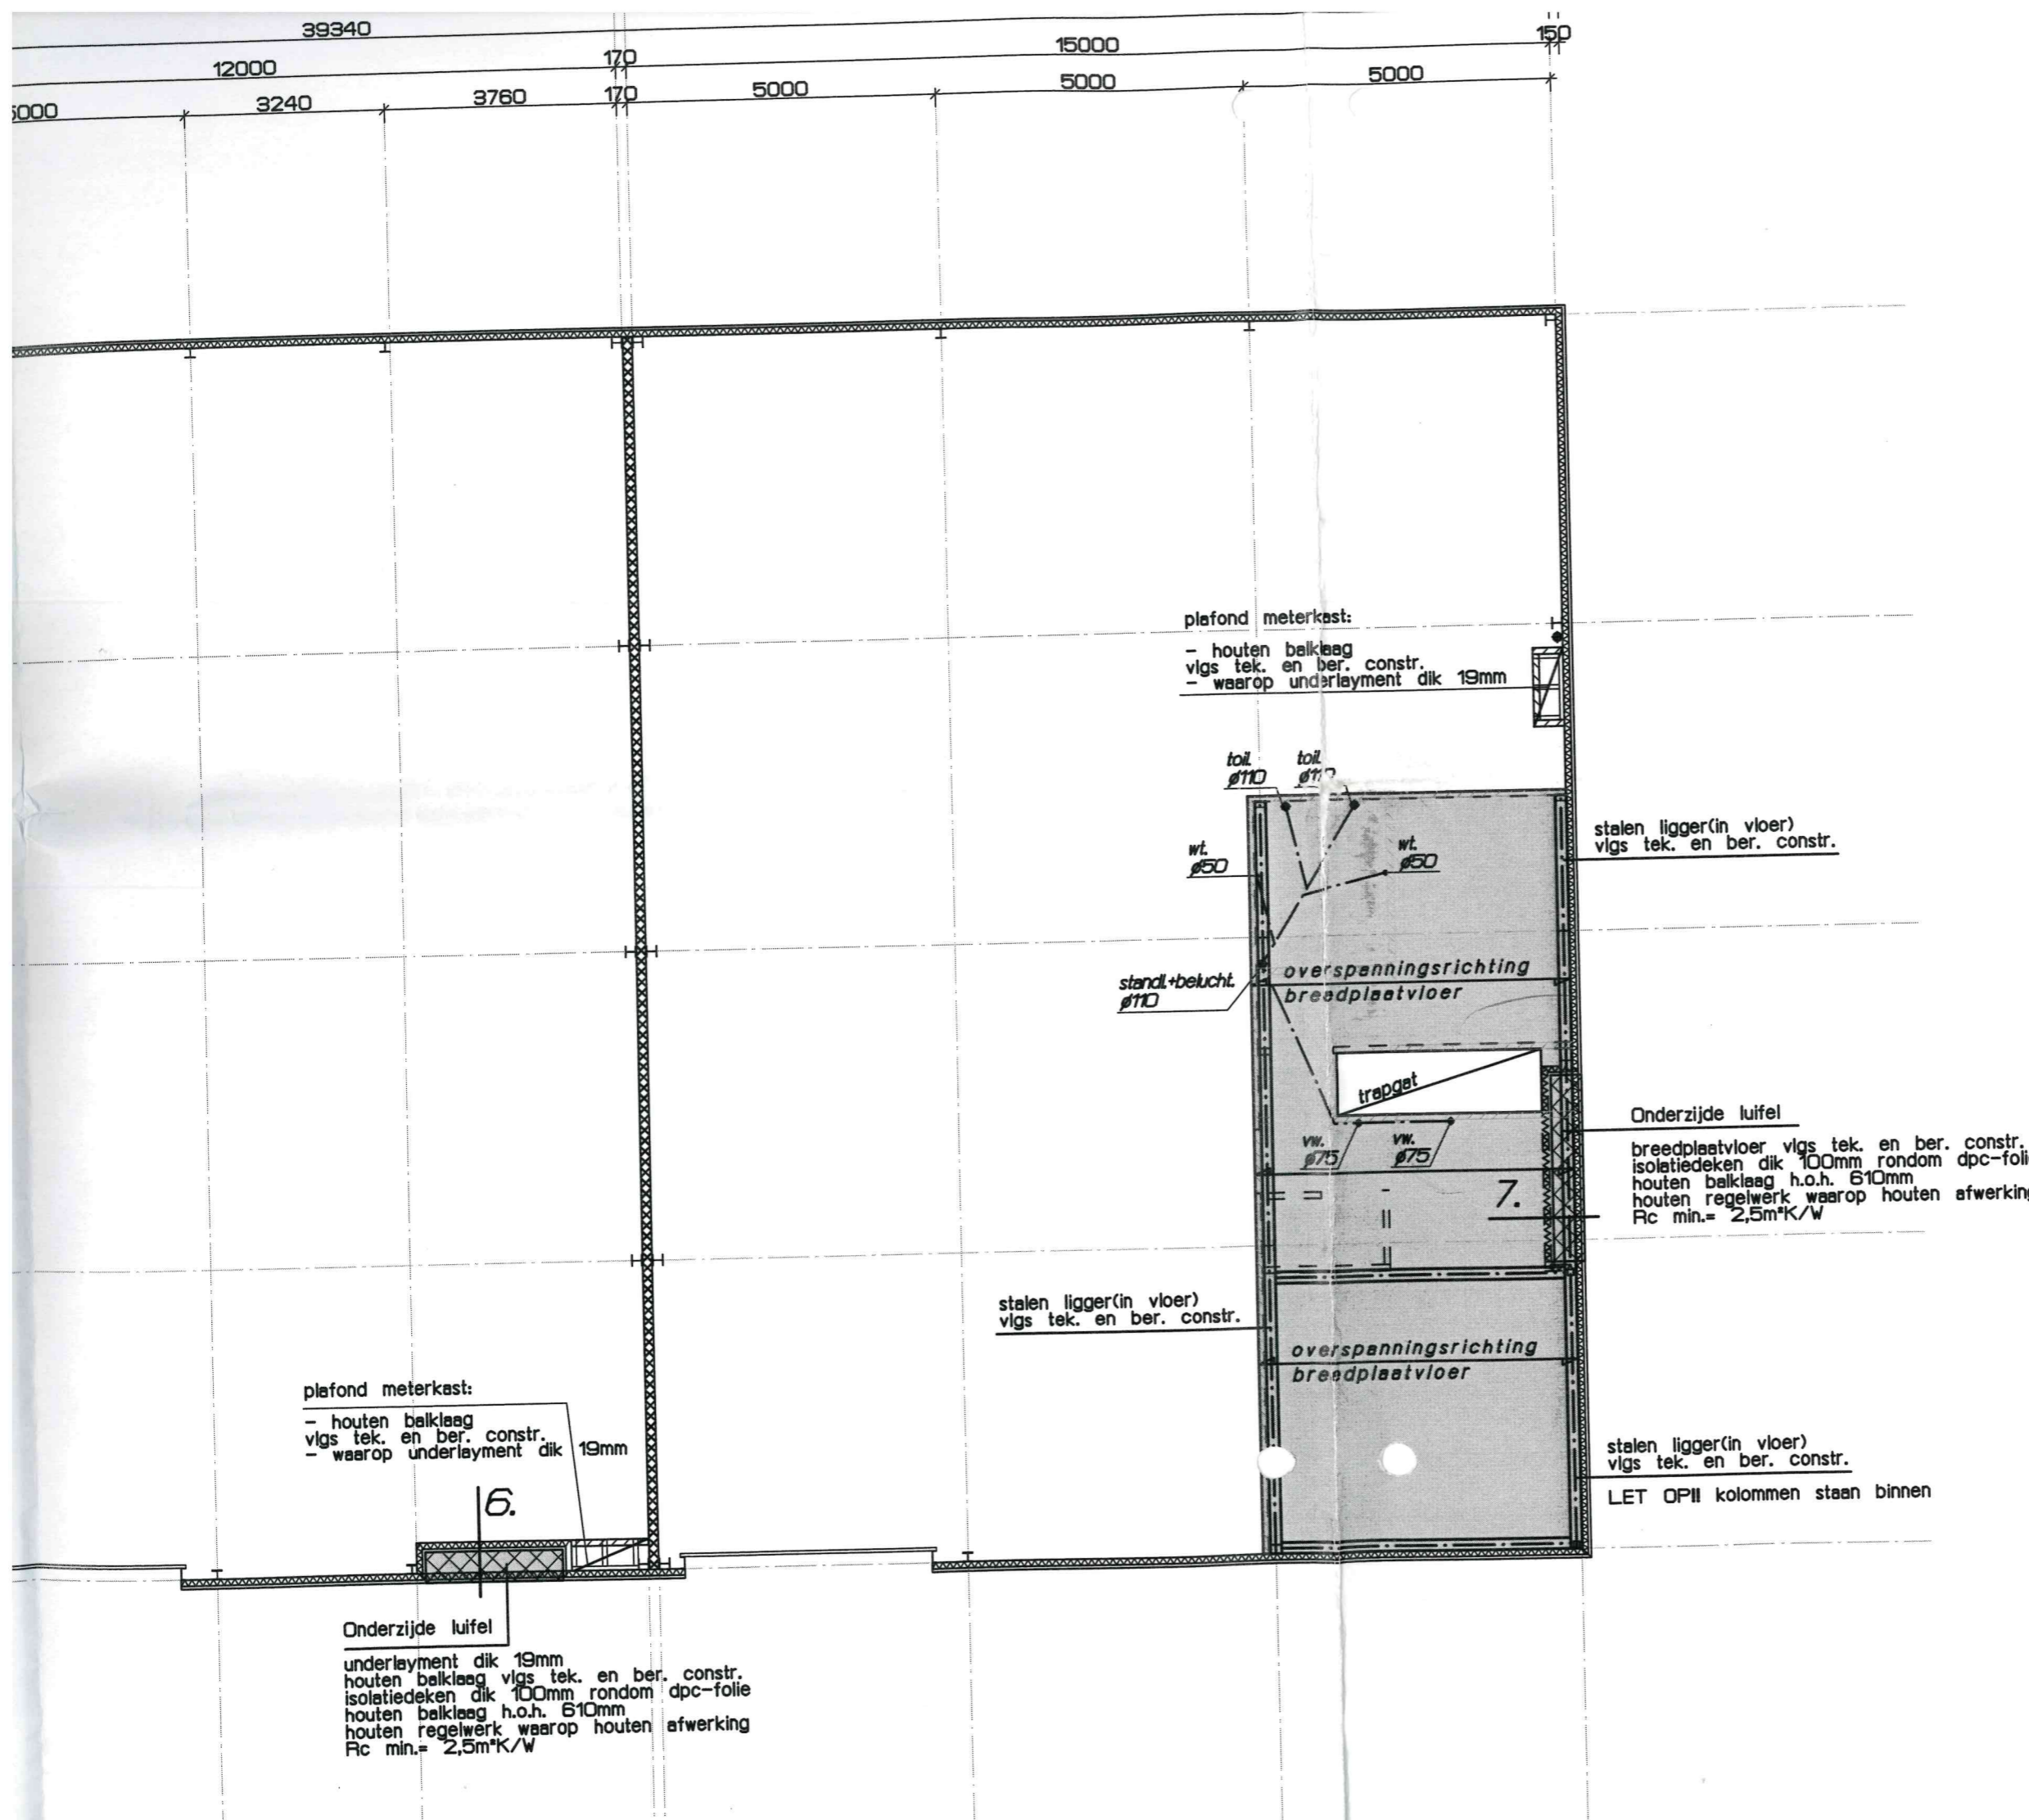 39340
12000
170
15000
150
5000
3240
3760
170
5000
5000
5000
plafond meterkast:
- houten balklaag
vlgs tek. en ber. constr.
- waarop underlayment dik 19mm
toil.
ø110
toil.
ø110
wt.
ø50
wt.
ø50
stalen ligger(in vloer)
vlgs tek. en ber. constr.
standl.+belucht.
ø110
overspanningsrichting
breedplaatvloer
trapgat
vw.
ø75
vw.
ø75
7.
Onderzijde luifel
breedplaatvloer vlgs tek. en ber. constr.
isolatiedeken dik 100mm rondom dpc-foli
houten balklaag h.o.h. 610mm
houten regelwerk waarop houten afwerking
Rc min.= 2,5m²K/W
stalen ligger(in vloer)
vlgs tek. en ber. constr.
overspanningsrichting
breedplaatvloer
plafond meterkast:
- houten balklaag
vlgs tek. en ber. constr.
- waarop underlayment dik 19mm
6.
stalen ligger(in vloer)
vlgs tek. en ber. constr.
LET OP!! kolommen staan binnen
Onderzijde luifel
underlayment dik 19mm
houten balklaag vlgs tek. en ber. constr.
isolatiedeken dik 100mm rondom dpc-folie
houten balklaag h.o.h. 610mm
houten regelwerk waarop houten afwerking
Rc min.= 2,5m²K/W